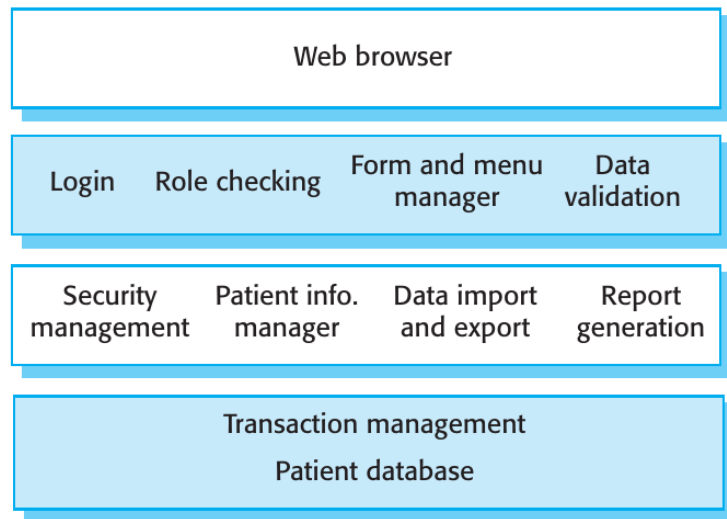 Web browser
Login
Role checking
Form and menu
manager
Data
validation
Security
management
Patient info.
manager
Data import
and export
Report
generation
Transaction management
Patient database